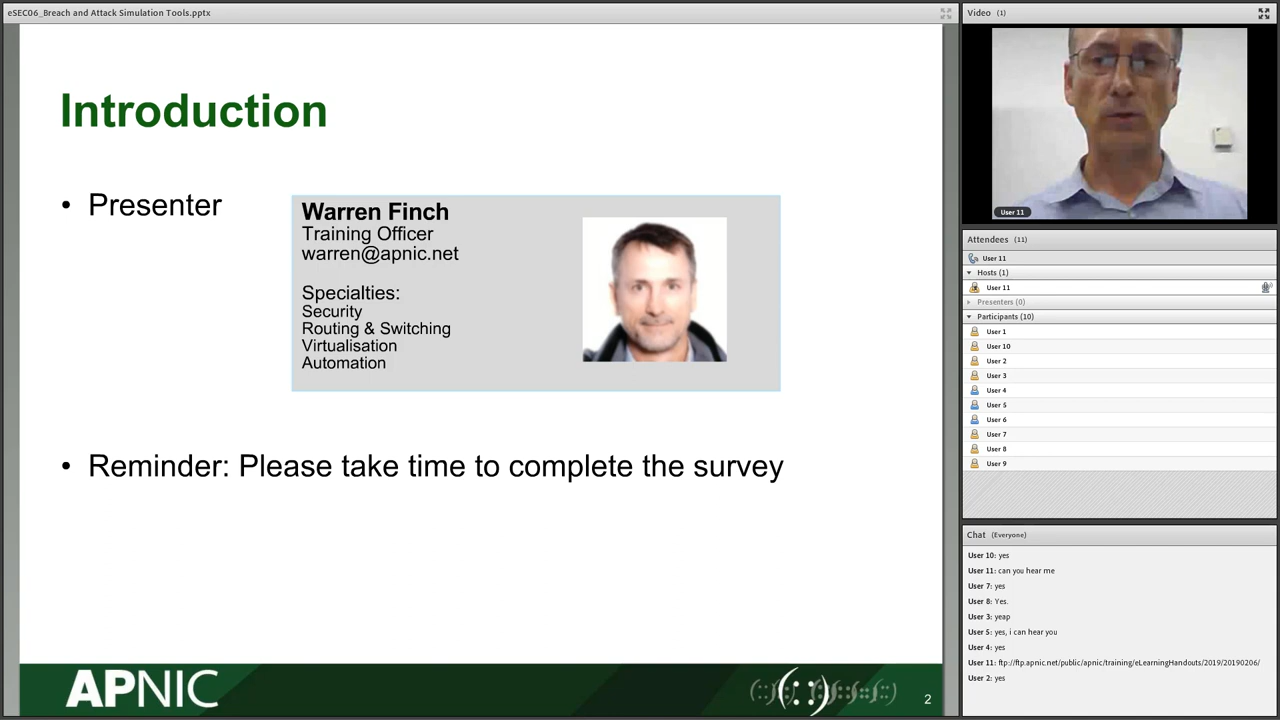 eSEC06_Breach and Attack Simulation Tools.pptx
Introduction
• Presenter
Warren Finch
Training Officer
warren@apnic.net
Specialties:
Security
Routing & Switching
Virtualisation
Automation
• Reminder: Please take time to complete the survey
APNIC
(::)
2
Video (1)
User 11
Attendees (11)
User 11
Hosts (1)
User 11
Presenters (0)
Participants (10)
User 1
User 10
User 2
User 3
User 4
User 5
User 6
User 7
User 8
User 9
Chat (Everyone)
User 10: yes
User 11: can you hear me
User 7: yes
User 8: Yes.
User 3: yeap
User 5: yes, i can hear you
User 4: yes
User 11: ftp://ftp.apnic.net/public/apnic/training/eLearningHandouts/2019/20190206/
User 2: yes